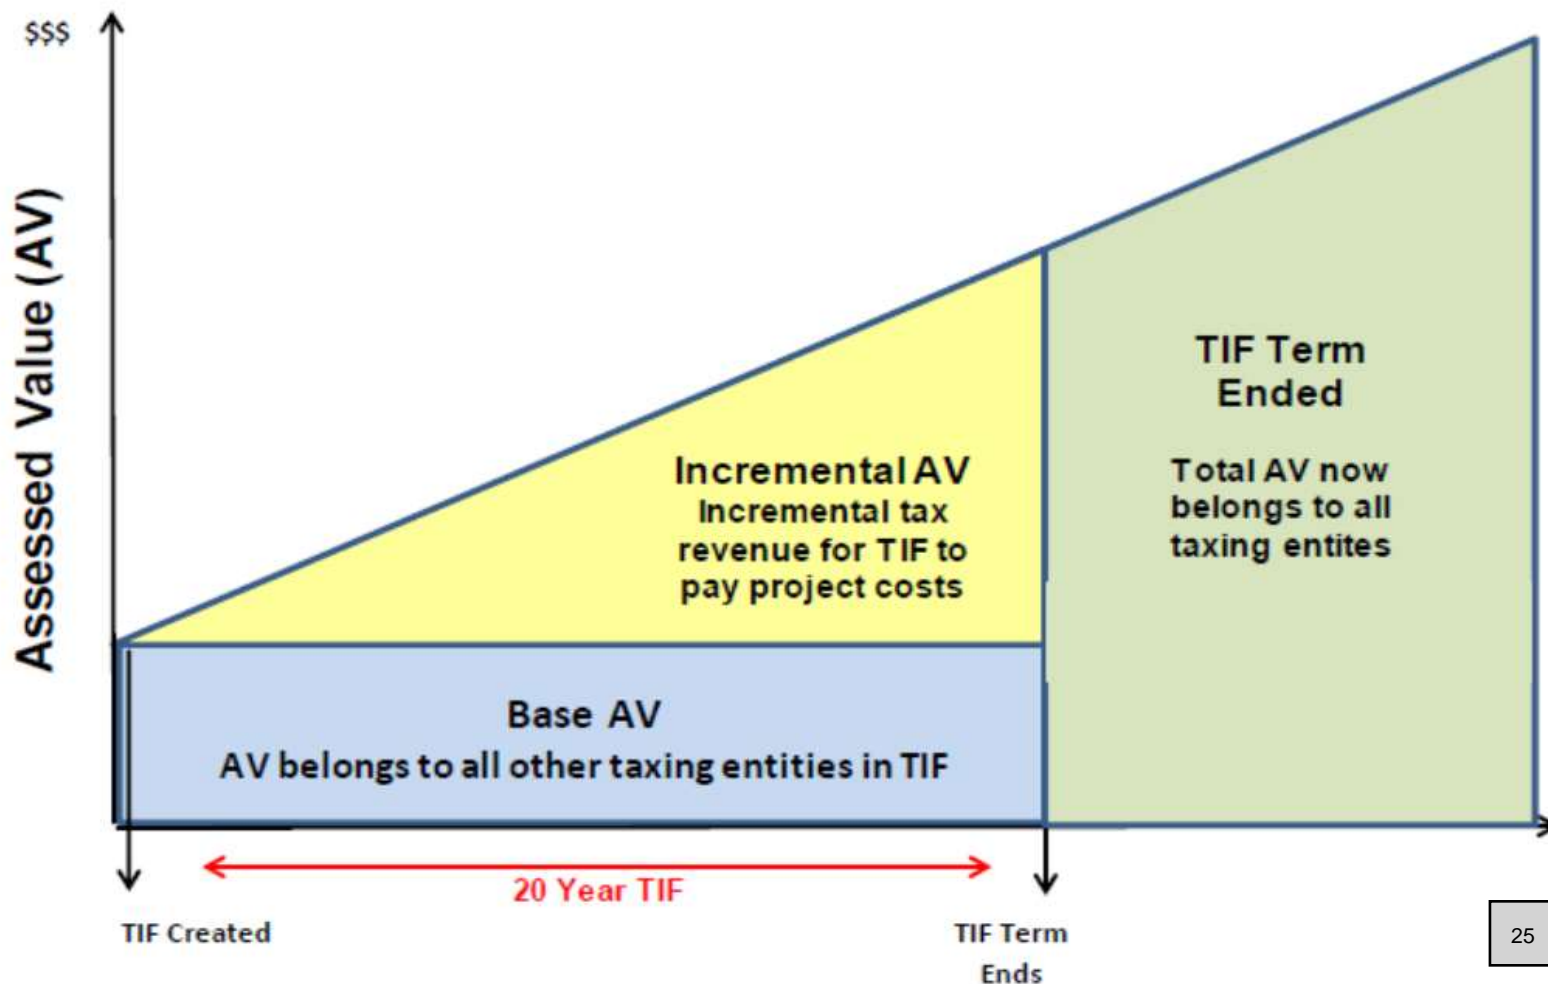 $$$
Assessed Value (AV)
TIF Term
Ended
Total AV now
belongs to all
taxing entites
Incremental AV
Incremental tax
revenue for TIF to
pay project costs
Base AV
AV belongs to all other taxing entities in TIF
20 Year TIF
TIF Created
TIF Term
Ends
25